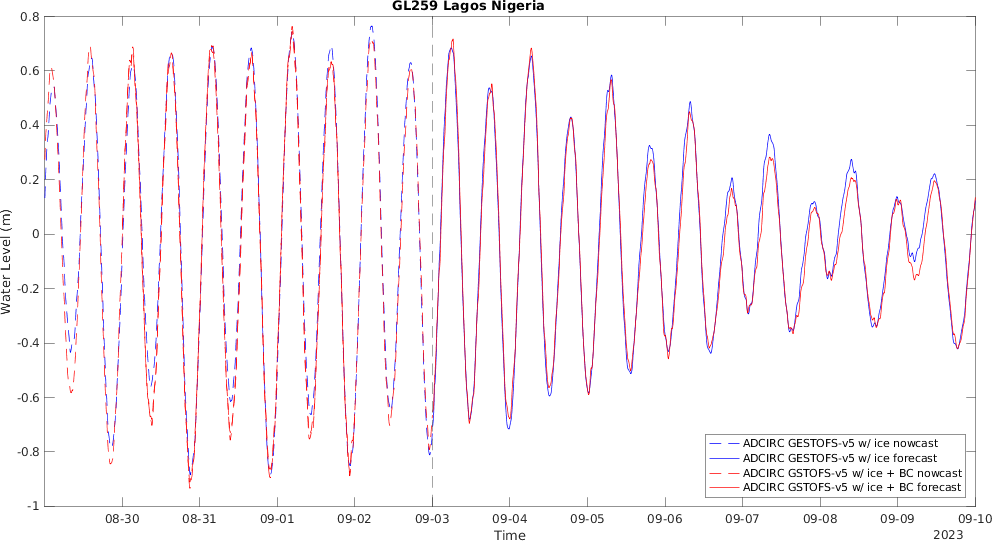 GL259 Lagos Nigeria
Water Level (m)
0.8
0.6
0.4
0.2
0
-0.2
-0.4
-0.6
-0.8
-1
08-30 08-31 09-01 09-02 09-03 09-04 09-05 09-06 09-07 09-08 09-09 09-10
Time
2023
ADCIRC GESTOFS-v5 w/ ice nowcast
ADCIRC GESTOFS-v5 w/ ice forecast
ADCIRC GSTOFS-v5 w/ ice + BC nowcast
ADCIRC GSTOFS-v5 w/ ice + BC forecast